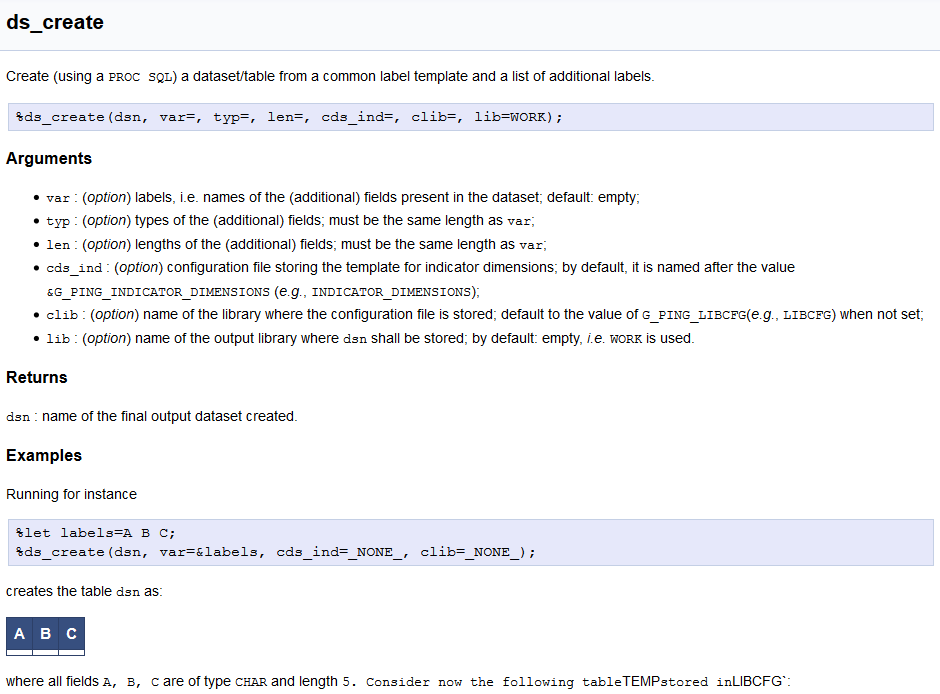 ds_create
Create (using a PROC SQL) a dataset/table from a common label template and a list of additional labels.
%ds_create(dsn, var=, typ=, len=, cds_ind=, clib=, lib=WORK);
Arguments
• var : (option) labels, i.e. names of the (additional) fields present in the dataset; default: empty;
• typ : (option) types of the (additional) fields; must be the same length as var;
• len : (option) lengths of the (additional) fields; must be the same length as var;
• cds_ind : (option) configuration file storing the template for indicator dimensions; by default, it is named after the value
&G_PING_INDICATOR_DIMENSIONS (e.g., INDICATOR_DIMENSIONS);
• clib : (option) name of the library where the configuration file is stored; default to the value of G_PING_LIBCFG(e.g., LIBCFG) when not set;
• lib : (option) name of the output library where dsn shall be stored; by default: empty, i.e. WORK is used.
Returns
dsn : name of the final output dataset created.
Examples
Running for instance
%let labels=A B C;
%ds_create(dsn, var=&labels, cds_ind=_NONE_, clib=_NONE_);
creates the table dsn as:
A B C
where all fields A, B, C are of type CHAR and length 5. Consider now the following tableTEMPstored inLIBCFG`: